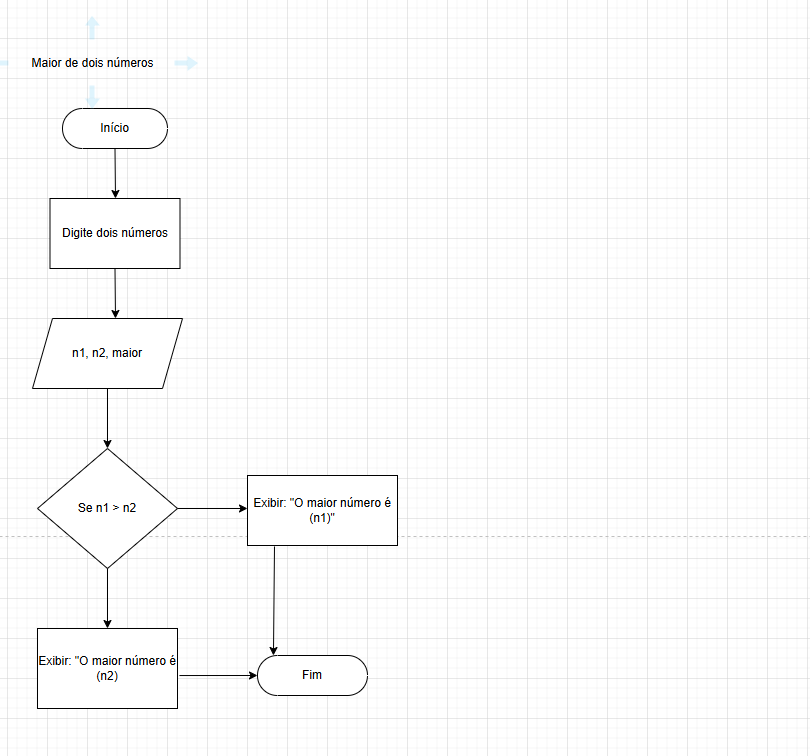 Maior de dois números
Início
Digite dois números
n1, n2, maior
Se n1 > n2
Exibir: "O maior número é
(n1)"
Exibir: "O maior número é
(n2)
Fim